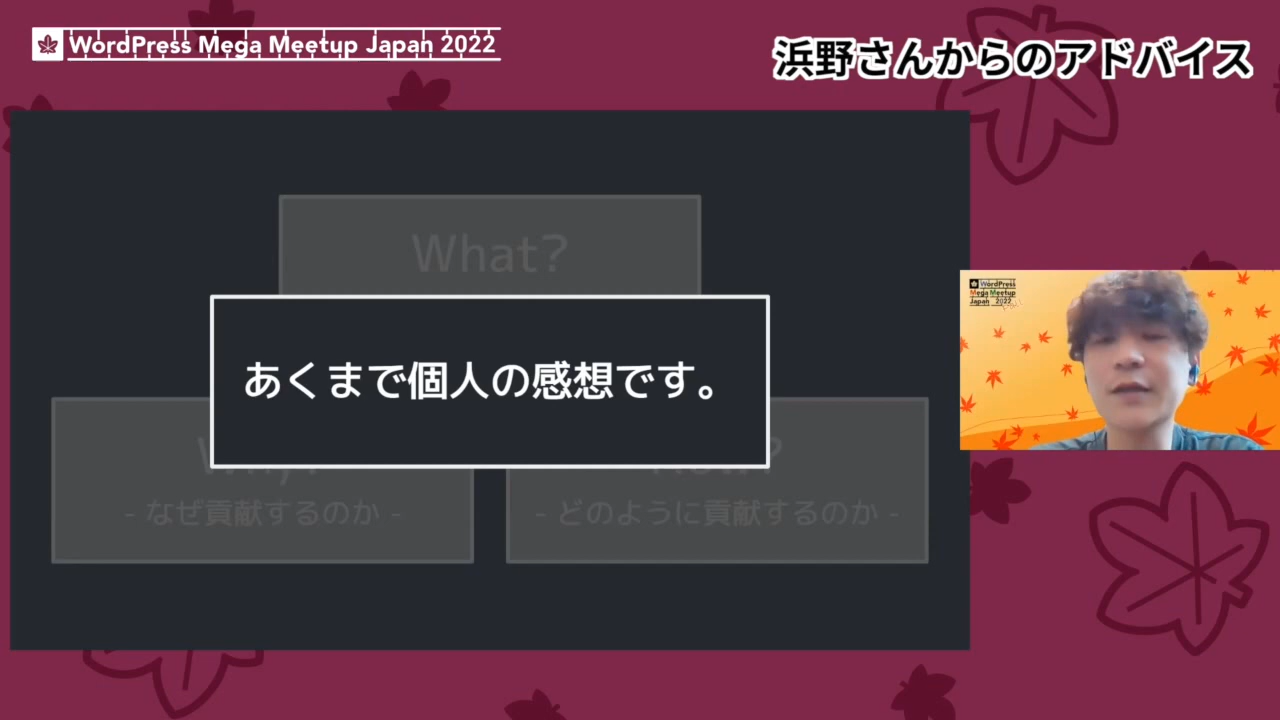 WordPress Mega Meetup Japan 2022
浜野さんからのアドバイス
What?
あくまで個人の感想です。
Why?
- なぜ貢献するのか -
How?
- どのように貢献するのか -
WordPress
Mega Meetup
Japan 2022